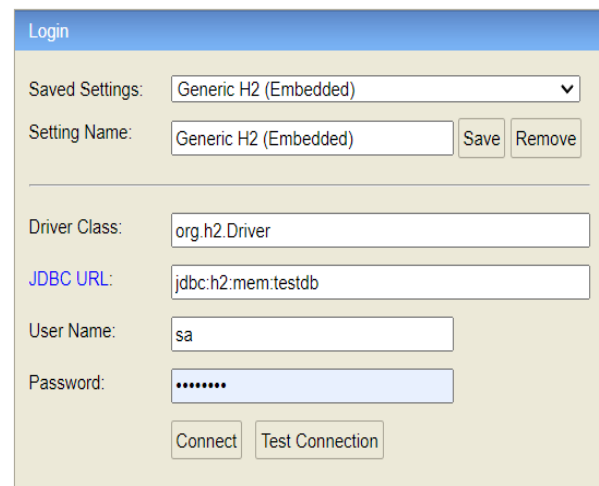 Login
Saved Settings: Generic H2 (Embedded)
Setting Name: Generic H2 (Embedded) Save Remove
Driver Class: org.h2.Driver
JDBC URL: jdbc:h2:mem:testdb
User Name: sa
Password: ••••••••
Connect Test Connection